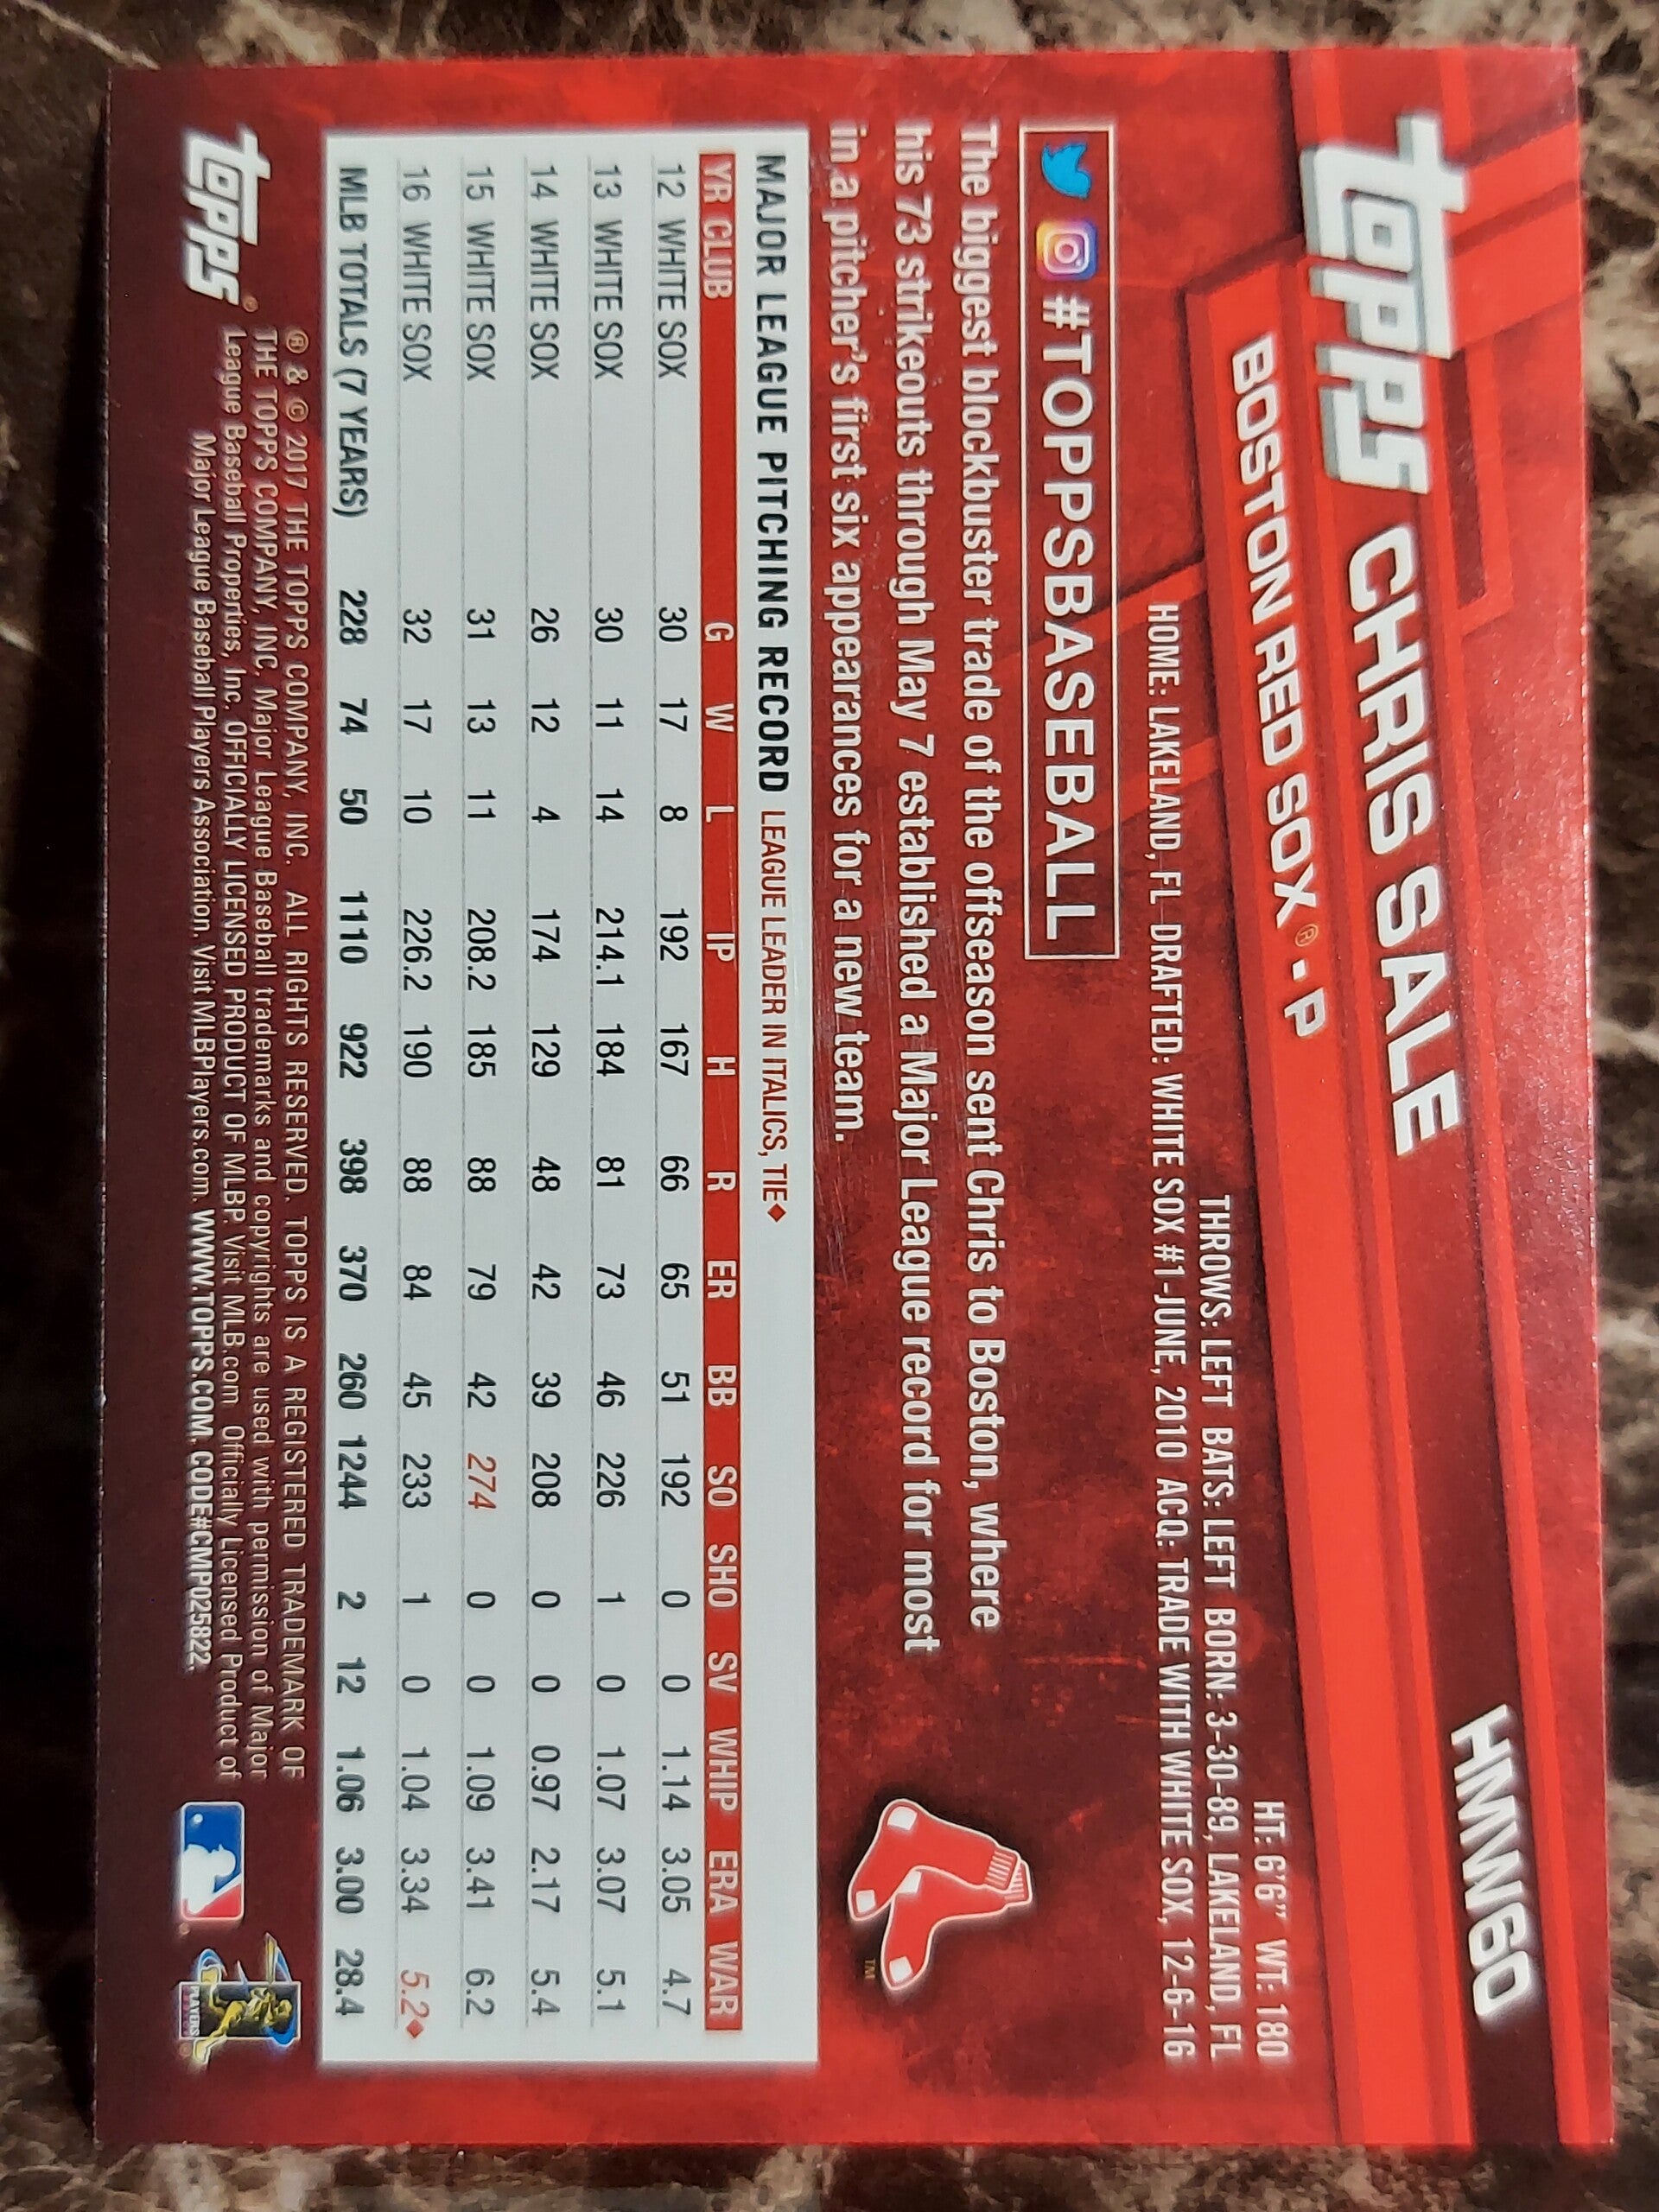 topps CHRIS SALE HMW60
BOSTON RED SOX® • P
HT: 6'6" WT: 180
THROWS: LEFT BATS: LEFT BORN: 3-30-89, LAKELAND, FL
HOME: LAKELAND, FL DRAFTED: WHITE SOX #1-JUNE, 2010 ACQ: TRADE WITH WHITE SOX, 12-6-16
#TOPPSBASEBALL
The biggest blockbuster trade of the offseason sent Chris to Boston, where
his 73 strikeouts through May 7 established a Major League record for most
in a pitcher's first six appearances for a new team.
TM
MAJOR LEAGUE PITCHING RECORD LEAGUE LEADER IN ITALICS, TIE♦
YR CLUB G W L IP H R ER BB SO SHO SV WHIP ERA WAR
12 WHITE SOX 30 17 8 192 167 66 65 51 192 0 0 1.14 3.05 4.7
13 WHITE SOX 30 11 14 214.1 184 81 73 46 226 1 0 1.07 3.07 5.1
14 WHITE SOX 26 12 4 174 129 48 42 39 208 0 0 0.97 2.17 5.4
15 WHITE SOX 31 13 11 208.2 185 88 79 42 274 0 0 1.09 3.41 6.2
16 WHITE SOX 32 17 10 226.2 190 88 84 45 233 1 0 1.04 3.34 5.2♦
MLB TOTALS (7 YEARS) 228 74 50 1110 922 398 370 260 1244 2 12 1.06 3.00 28.4
topps®
® & © 2017 THE TOPPS COMPANY, INC. ALL RIGHTS RESERVED. TOPPS IS A REGISTERED TRADEMARK OF
THE TOPPS COMPANY, INC, Major League Baseball trademarks and copyrights are used with permission of Major
League Baseball Properties, Inc. OFFICIALLY LICENSED PRODUCT OF MLBP. Visit MLB.com Officially Licensed Product of
Major League Baseball Players Association. Visit MLBPlayers.com. WWW.TOPPS.COM. CODE#CMP025822.
PLAYERS